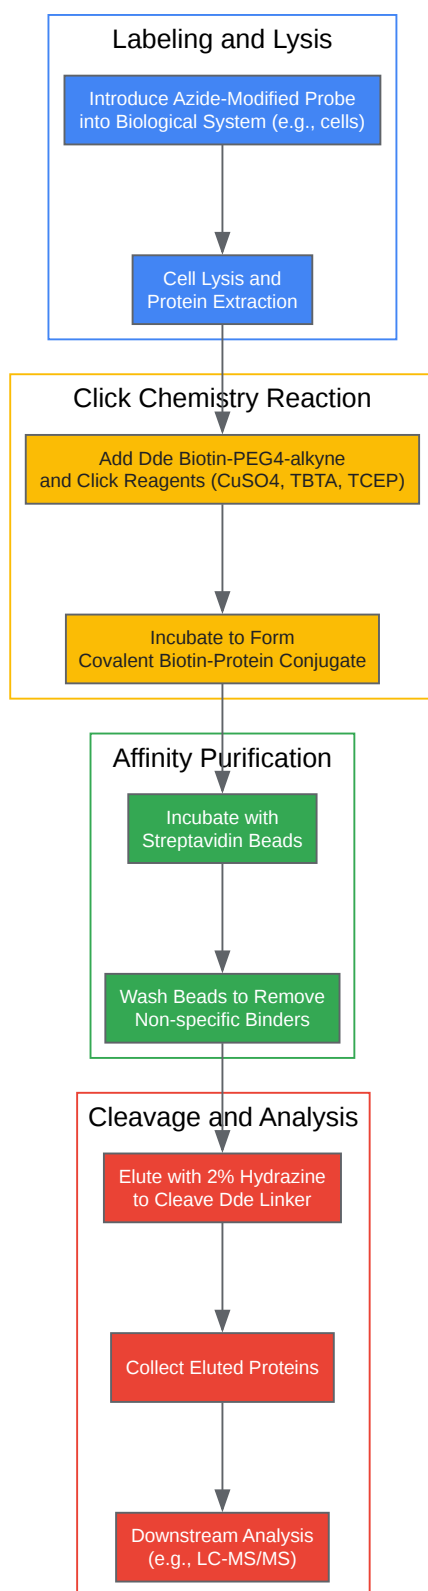 Labeling and Lysis
Introduce Azide-Modified Probe
into Biological System (e.g., cells)
Cell Lysis and
Protein Extraction
Click Chemistry Reaction
Add Dde Biotin-PEG4-alkyne
and Click Reagents (CuSO4, TBTA, TCEP)
Incubate to Form
Covalent Biotin-Protein Conjugate
Affinity Purification
Incubate with
Streptavidin Beads
Wash Beads to Remove
Non-specific Binders
Cleavage and Analysis
Elute with 2% Hydrazine
to Cleave Dde Linker
Collect Eluted Proteins
Downstream Analysis
(e.g., LC-MS/MS)